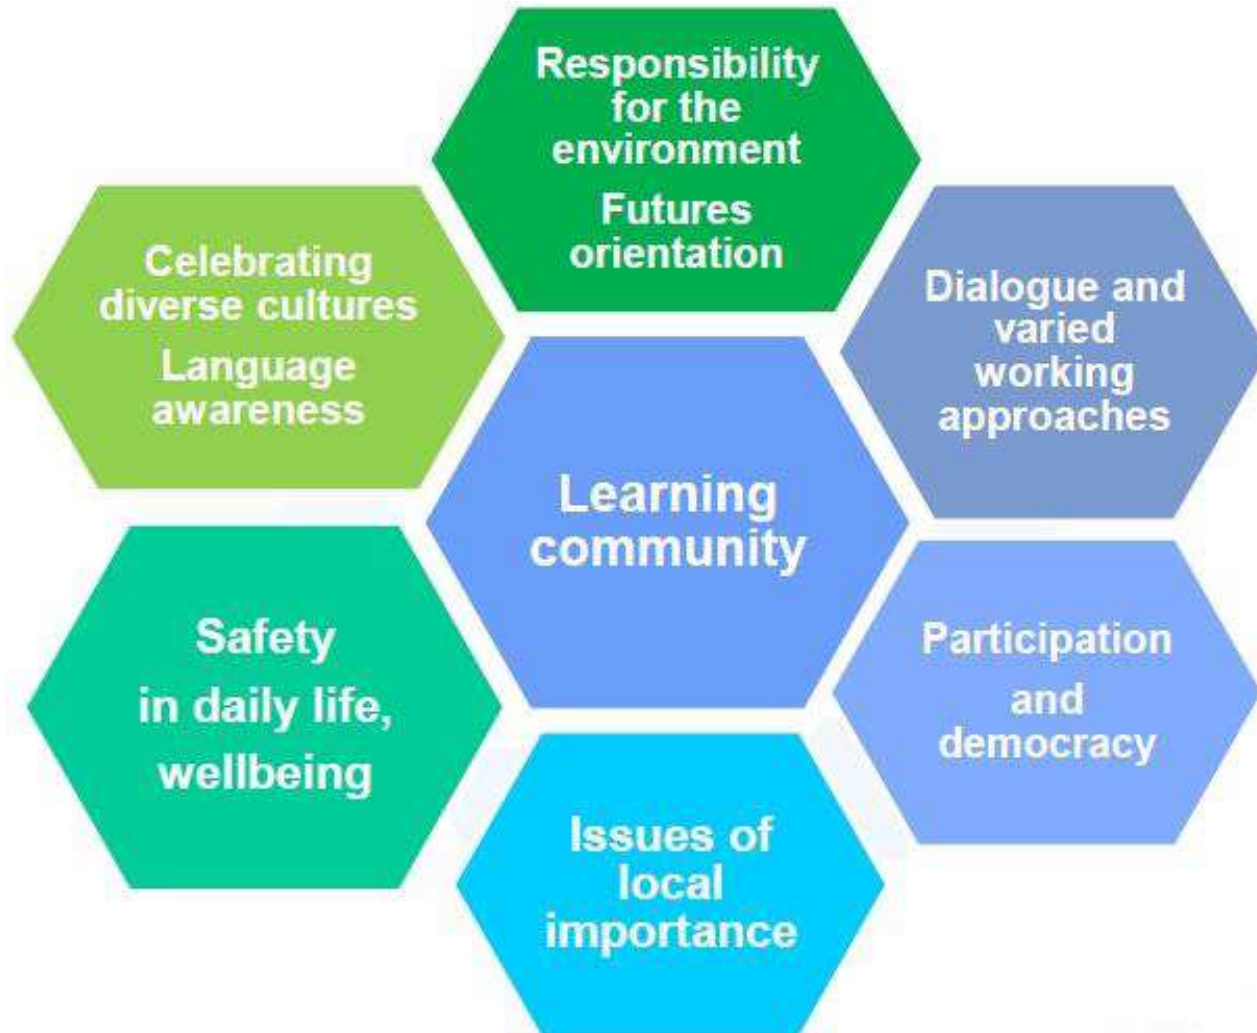 Responsibility
for the
environment
Futures
orientation
Celebrating
diverse cultures
Language
awareness
Dialogue and
varied
working
approaches
Learning
community
Safety
in daily life,
wellbeing
Participation
and
democracy
Issues of
local
importance